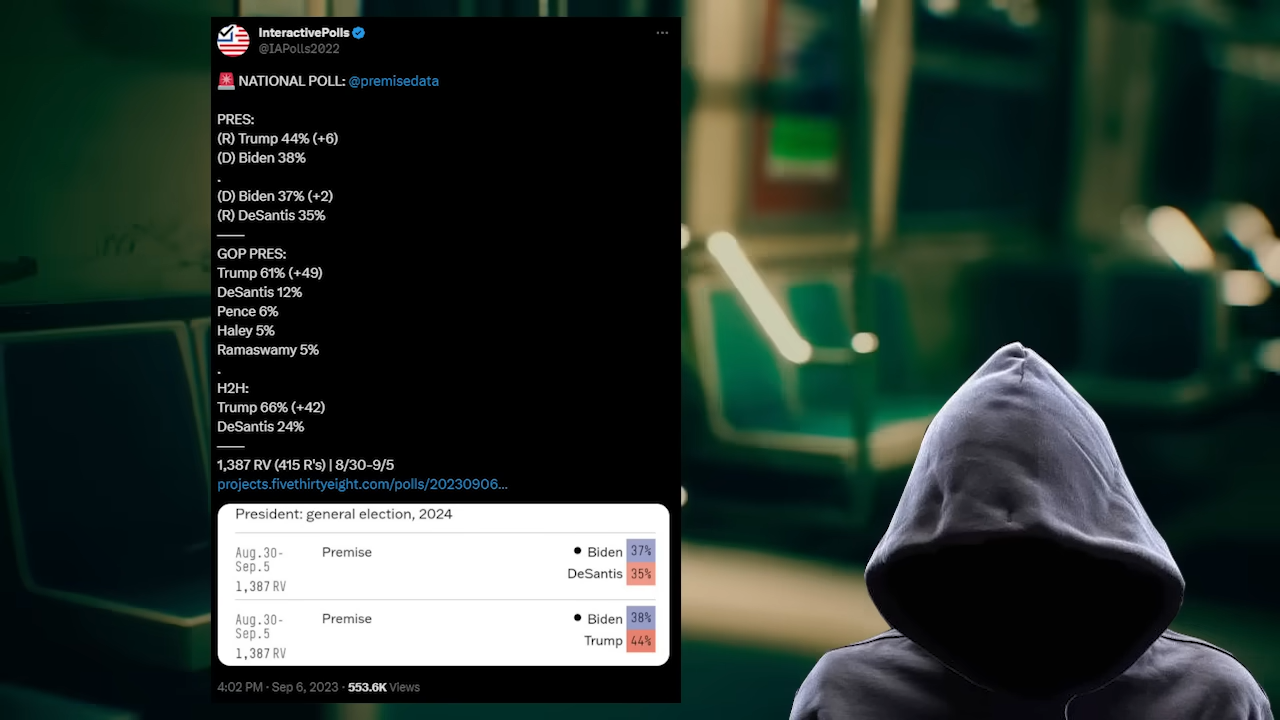 InteractivePolls
@IAPolls2022
NATIONAL POLL: @premisedata
PRES:
(R) Trump 44% (+6)
(D) Biden 38%
.
(D) Biden 37% (+2)
(R) DeSantis 35%
——
GOP PRES:
Trump 61% (+49)
DeSantis 12%
Pence 6%
Haley 5%
Ramaswamy 5%
.
H2H:
Trump 66% (+42)
DeSantis 24%
——
1,387 RV (415 R's) | 8/30-9/5
projects.fivethirtyeight.com/polls/20230906…
President: general election, 2024
Aug.30- Premise Biden 37%
Sep.5 DeSantis 35%
1,387 RV
Aug.30- Premise Biden 38%
Sep.5 Trump 44%
1,387 RV
4:02 PM · Sep 6, 2023 · 553.6K Views